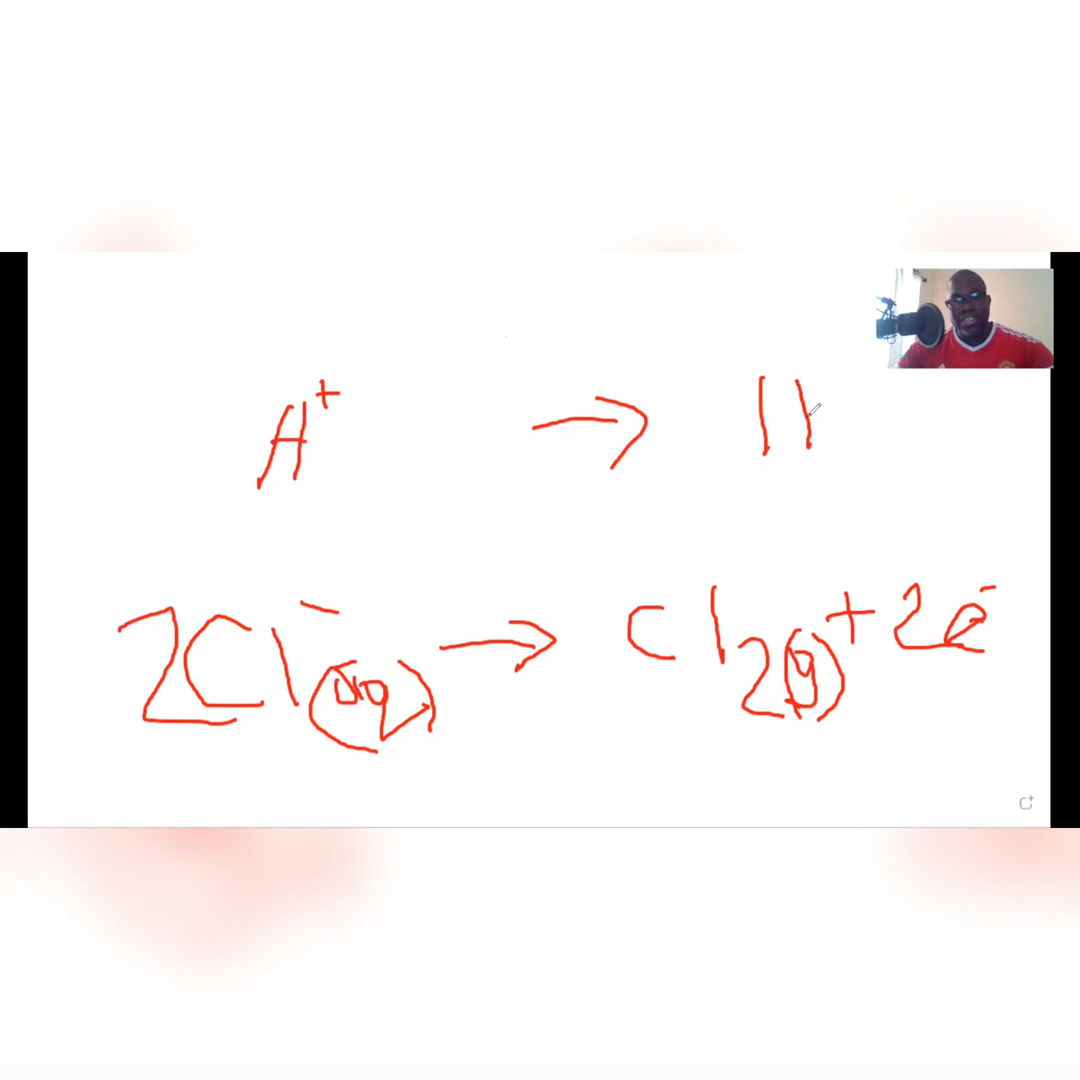 H⁺ → H
2Cl⁻(aq) → Cl₂(g) + 2e⁻